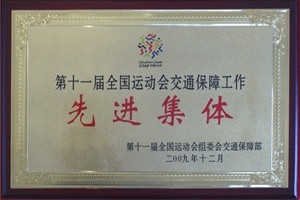 第十一届全国运动会交通保障工作
先进集体
第十一届全国运动会组委会交通保障部
二00九年十二月